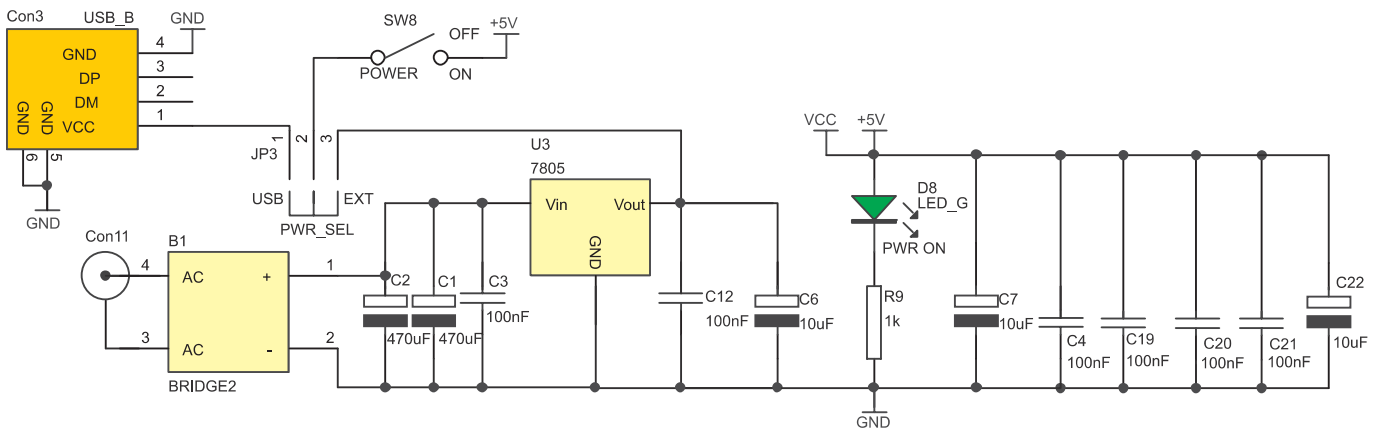 Con3
USB_B
GND
4
GND
3
DP
2
DM
1
VCC
GND
GND
6
5
GND
SW8
OFF
+5V
POWER
ON
1
2
3
JP3
USB
EXT
PWR_SEL
U3
7805
Vin
Vout
GND
Con11
B1
4
AC
+
1
3
AC
-
2
BRIDGE2
C2
470uF
C1
470uF
C3
100nF
C12
100nF
C6
10uF
VCC
+5V
D8
LED_G
PWR ON
R9
1k
GND
C7
10uF
C4
100nF
C19
100nF
C20
100nF
C21
100nF
C22
10uF